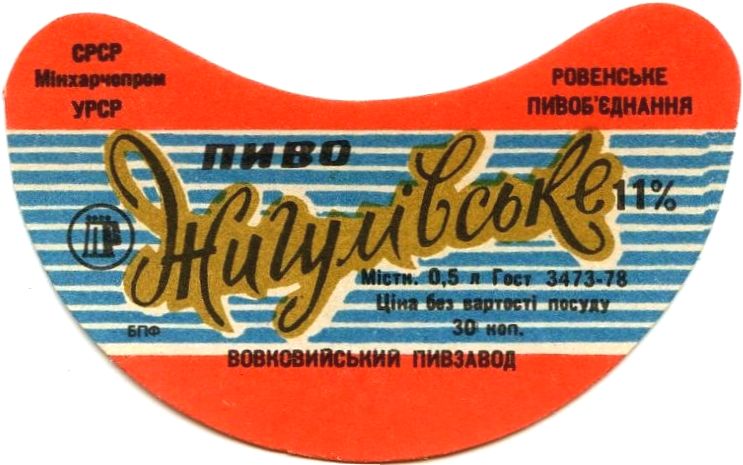 СРСР
Мінхарчопром
УРСР
РОВЕНСЬКЕ
ПИВОБ'ЄДНАННЯ
ПИВО
Жигулівське
11%
Містк. 0,5 л Гост 3473-78
Ціна без вартості посуду
30 коп.
БПФ
ВОВКОВИЙСЬКИЙ ПИВЗАВОД